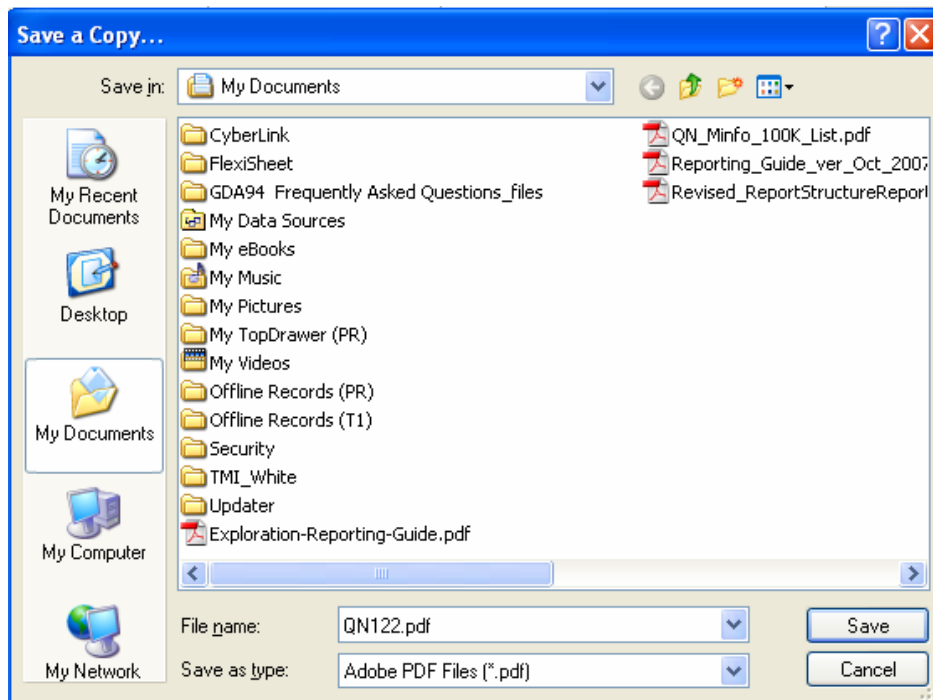 Save a Copy...
Save in:
My Documents
My Recent
Documents
Desktop
My Documents
My Computer
My Network
CyberLink
FlexiSheet
GDA94 Frequently Asked Questions_files
My Data Sources
My eBooks
My Music
My Pictures
My TopDrawer (PR)
My Videos
Offline Records (PR)
Offline Records (T1)
Security
TMI_White
Updater
Exploration-Reporting-Guide.pdf
QN_Minfo_100K_List.pdf
Reporting_Guide_ver_Oct_2007
Revised_ReportStructureReport
File name:
QN122.pdf
Save
Save as type:
Adobe PDF Files (*.pdf)
Cancel